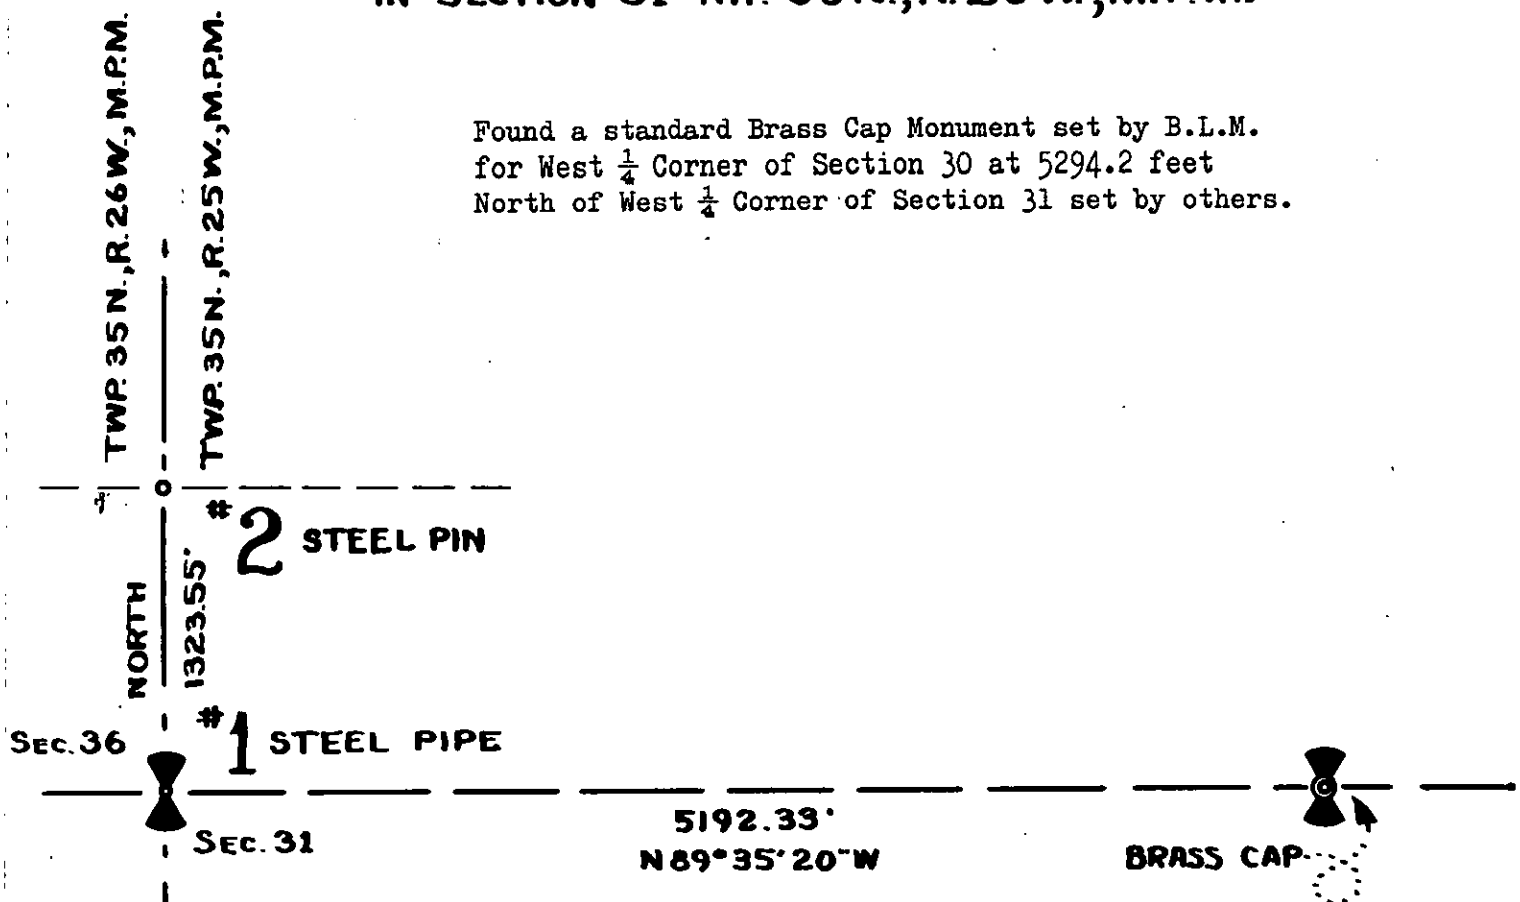 IN SECTION 31
Found a standard Brass Cap Monument set by B.L.M.
for West ¼ Corner of Section 30 at 5294.2 feet
North of West ¼ Corner of Section 31 set by others.
TWP. 35 N., R. 26 W., M.P.M.
TWP. 35 N., R. 25 W., M.P.M.
#2 STEEL PIN
NORTH
1323.55'
#1 STEEL PIPE
SEC. 36
SEC. 31
5192.33'
N 89° 35' 20" W
BRASS CAP